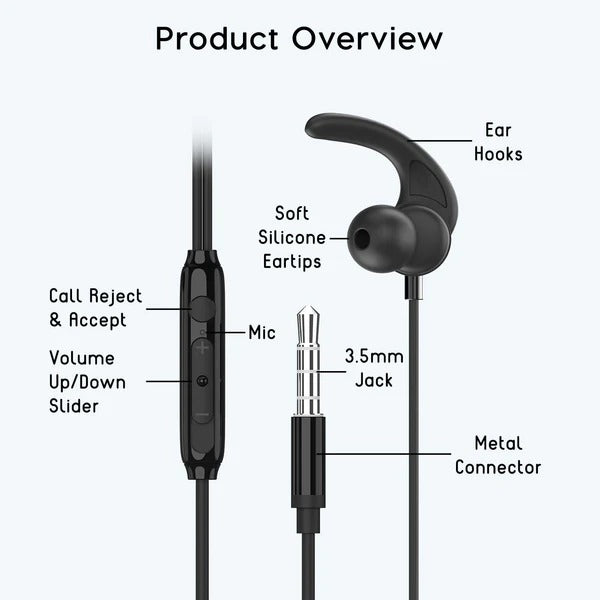 Product Overview
Ear
Hooks
Soft
Silicone
Eartips
Call Reject
& Accept
Mic
Volume
Up/Down
Slider
3.5mm
Jack
Metal
Connector